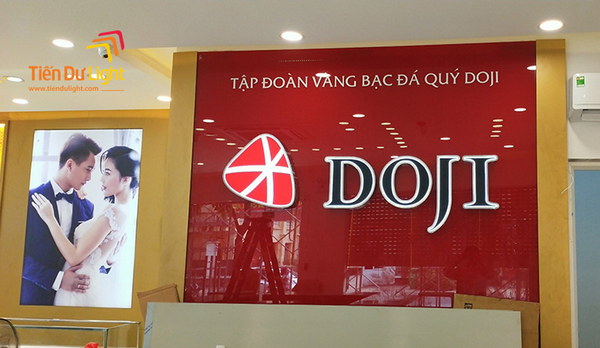 Tiến Dư Light
www.tiendulight.com
TẬP ĐOÀN VÀNG BẠC ĐÁ QUÝ DOJI
DOJI